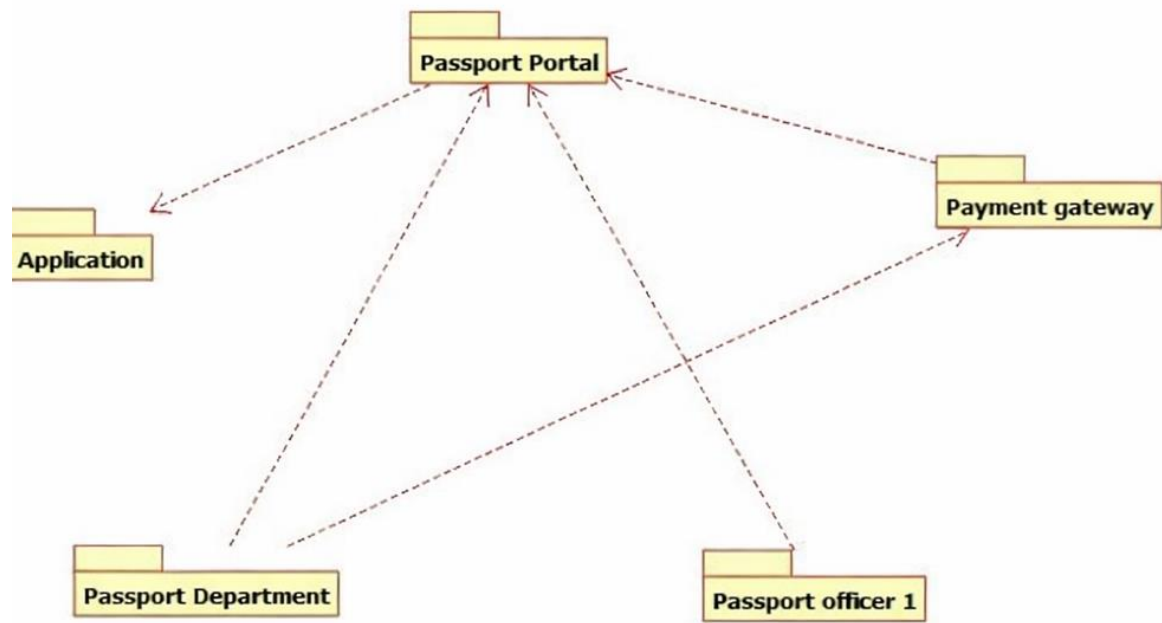 Passport Portal
Payment gateway
Application
Passport Department
Passport officer 1